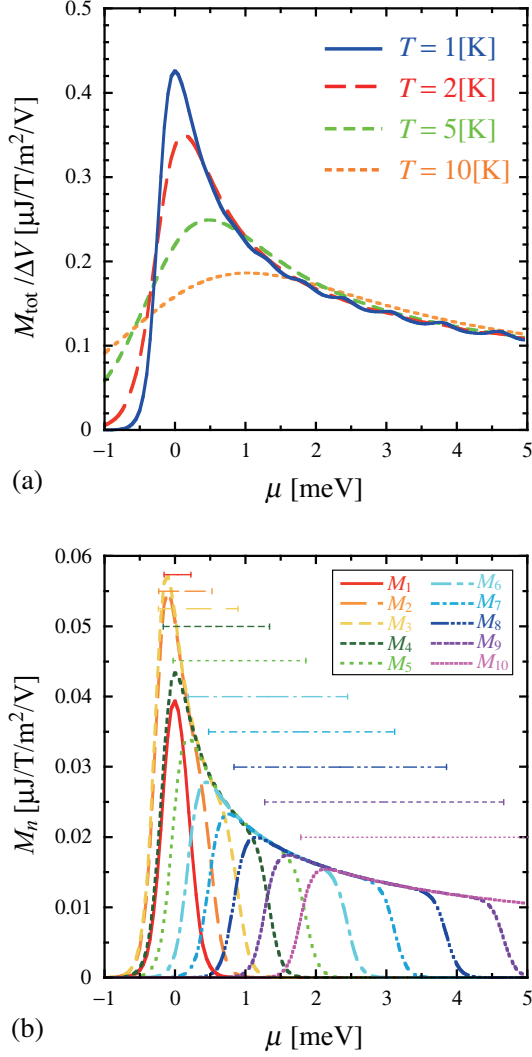 0.5
0.4
0.3
0.2
0.1
0
M_tot / ΔV [μJ/T/m²/V]
T = 1[K]
T = 2[K]
T = 5[K]
T = 10[K]
−1 0 1 2 3 4 5
(a) μ [meV]
0.06
0.05
0.04
0.03
0.02
0.01
0
M_n [μJ/T/m²/V]
M_1 M_6
M_2 M_7
M_3 M_8
M_4 M_9
M_5 M_10
−1 0 1 2 3 4 5
(b) μ [meV]